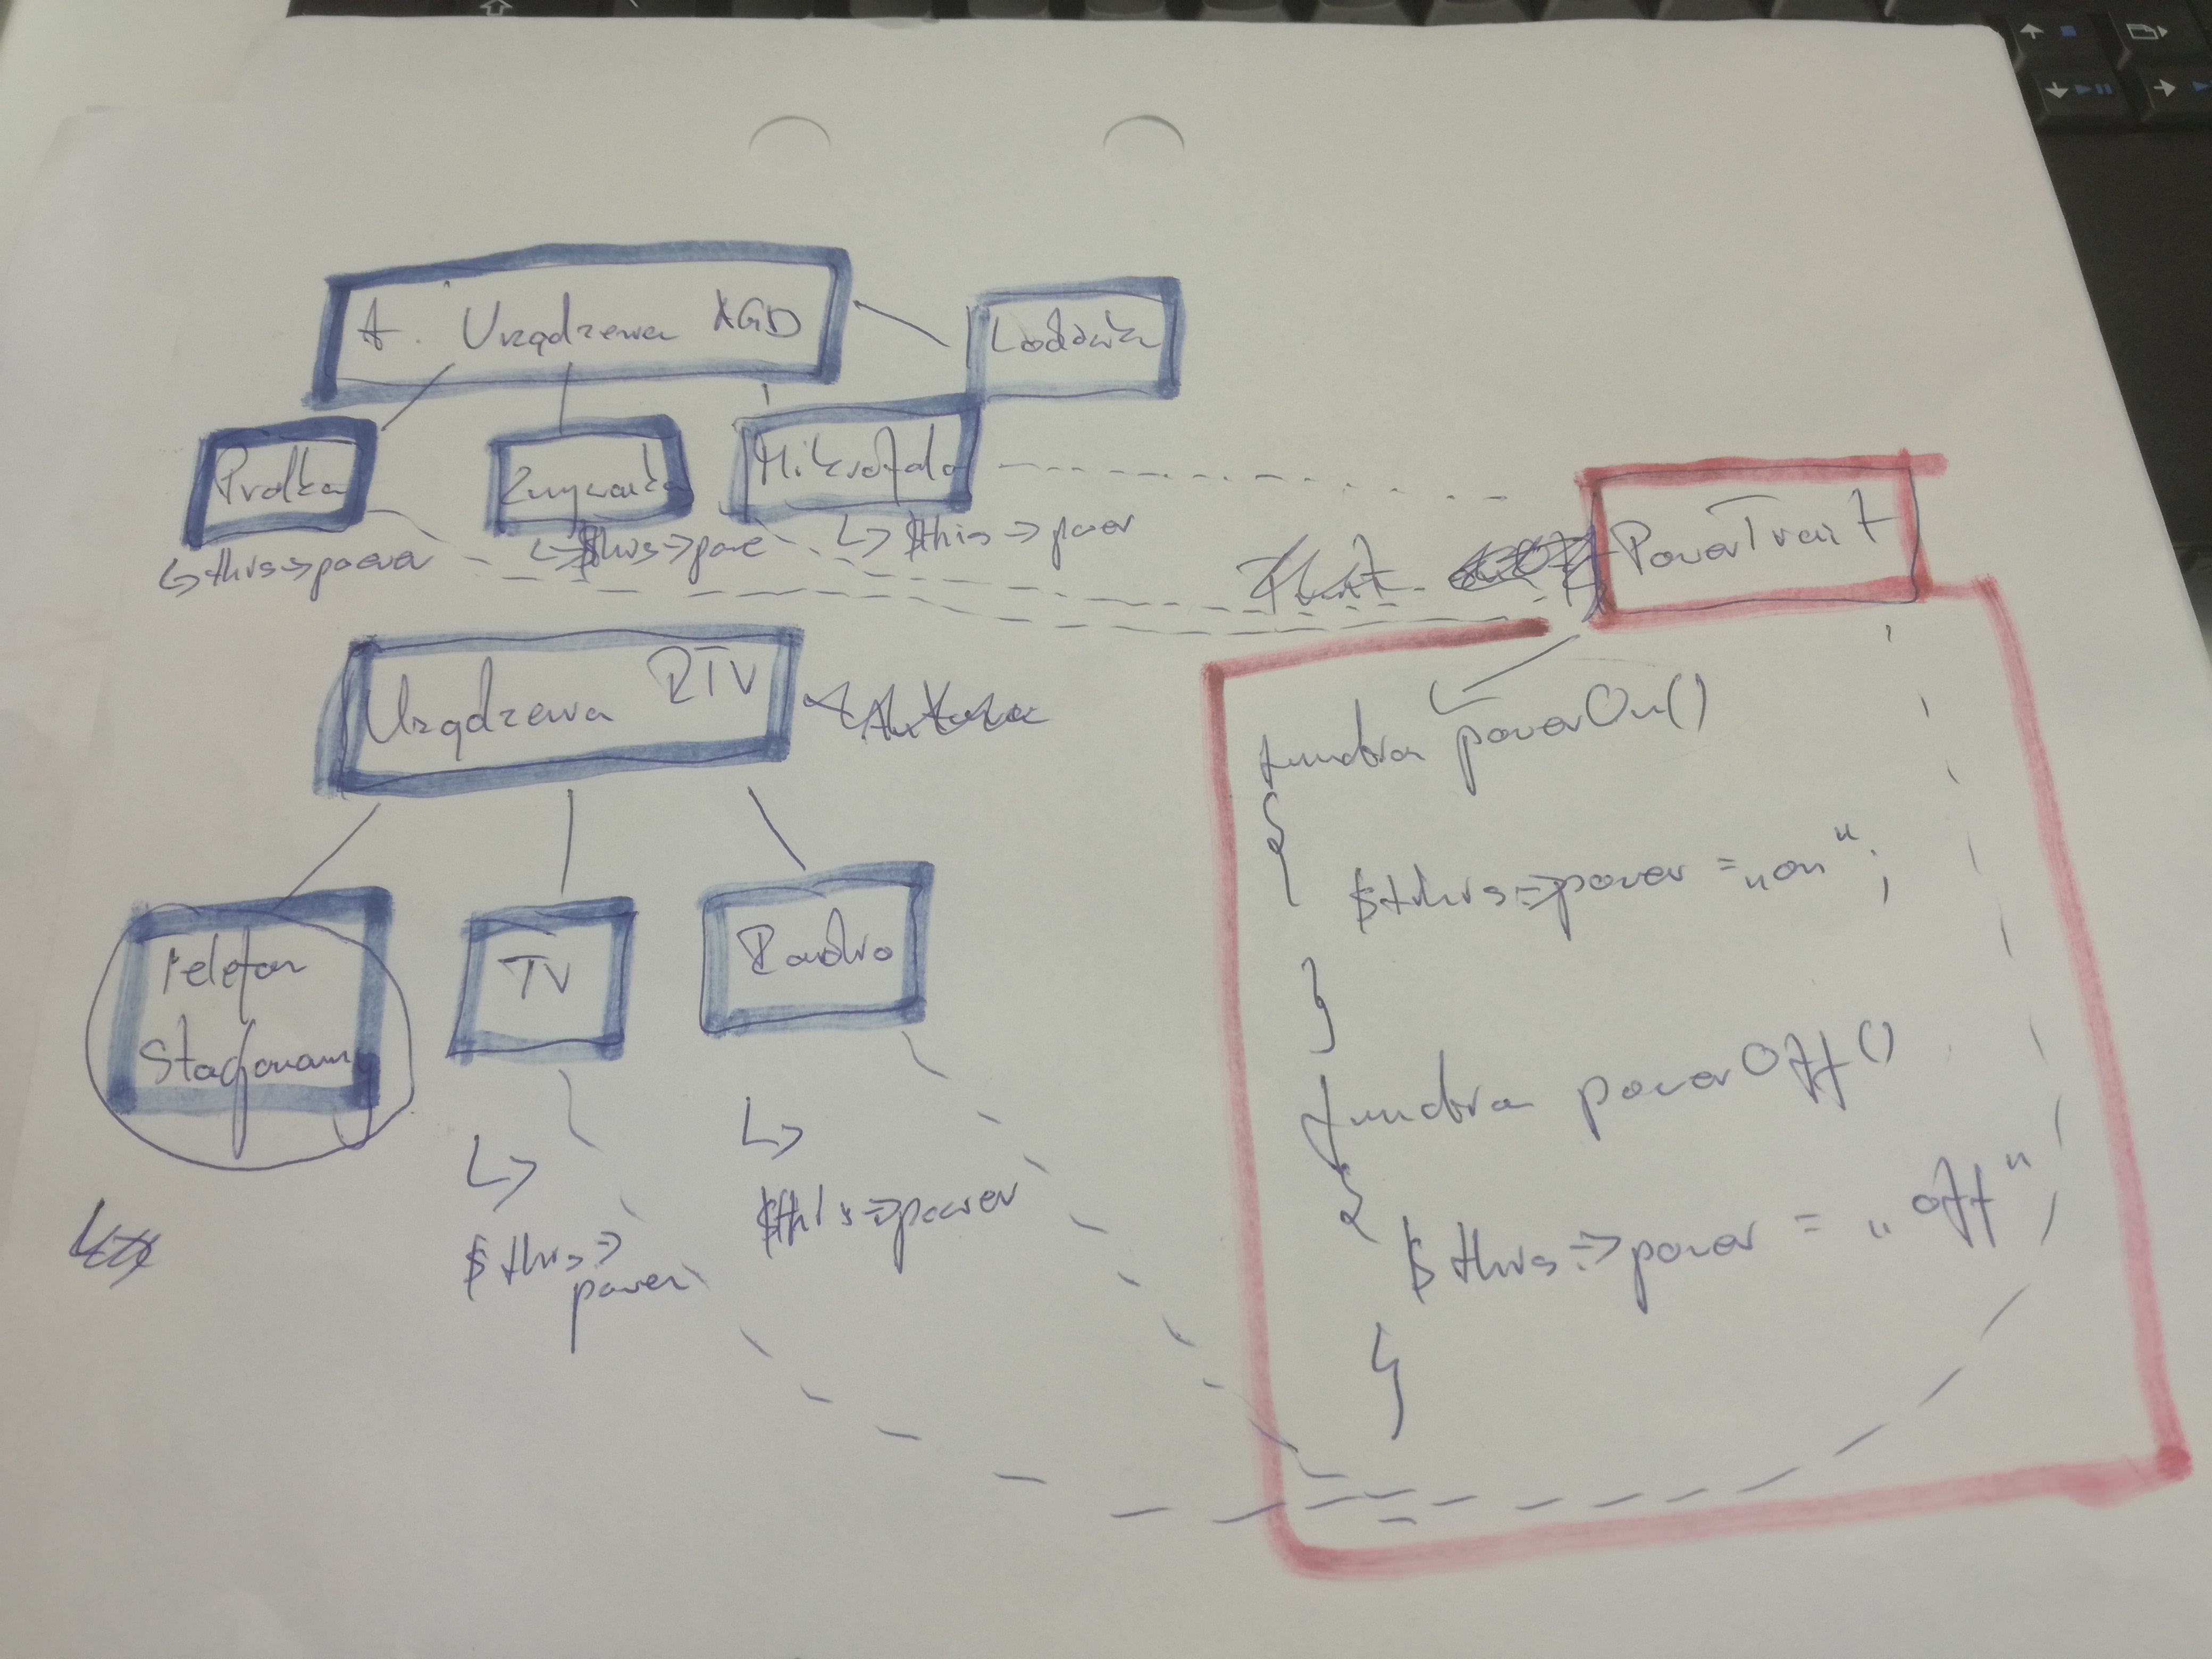 A. Urządzenia AGD
Lodówka
Pralka
Zmywarka
Mikrofala
↳ this->power
↳ $this->powe
↳ $this->power
PowerTrait
Urządzenia RTV
Telefon
Stacjonarny
TV
Radio
↳
$this->
power
↳
$this->power
function powerOn()
{
$this->power = „on”;
}
function powerOff()
{
$this->power = „off”;
}